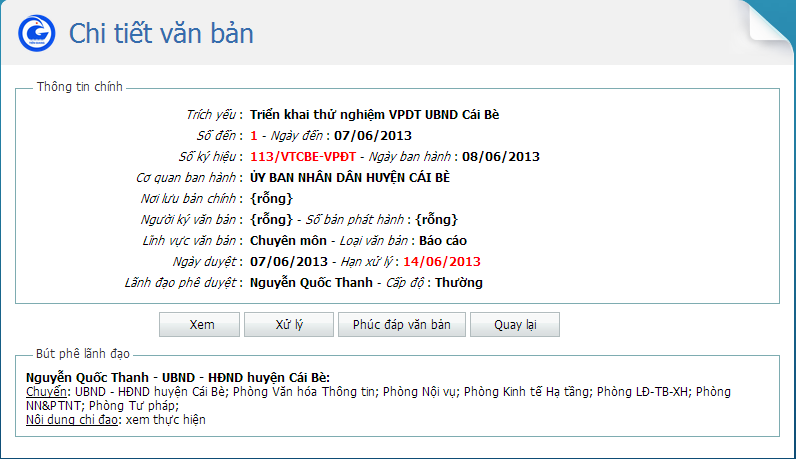 Chi tiết văn bản
Thông tin chính
Trích yếu : Triển khai thử nghiệm VPDT UBND Cái Bè
Số đến : 1 - Ngày đến : 07/06/2013
Số ký hiệu : 113/VTCBE-VPĐT - Ngày ban hành : 08/06/2013
Cơ quan ban hành : ỦY BAN NHÂN DÂN HUYỆN CÁI BÈ
Nơi lưu bản chính : {rỗng}
Người ký văn bản : {rỗng} - Số bản phát hành : {rỗng}
Lĩnh vực văn bản : Chuyên môn - Loại văn bản : Báo cáo
Ngày duyệt : 07/06/2013 - Hạn xử lý : 14/06/2013
Lãnh đạo phê duyệt : Nguyễn Quốc Thanh - Cấp độ : Thường
Xem Xử lý Phúc đáp văn bản Quay lại
Bút phê lãnh đạo
Nguyễn Quốc Thanh - UBND - HĐND huyện Cái Bè:
Chuyển: UBND - HĐND huyện Cái Bè; Phòng Văn hóa Thông tin; Phòng Nội vụ; Phòng Kinh tế Hạ tầng; Phòng LĐ-TB-XH; Phòng
NN&PTNT; Phòng Tư pháp;
Nội dung chỉ đạo: xem thực hiện